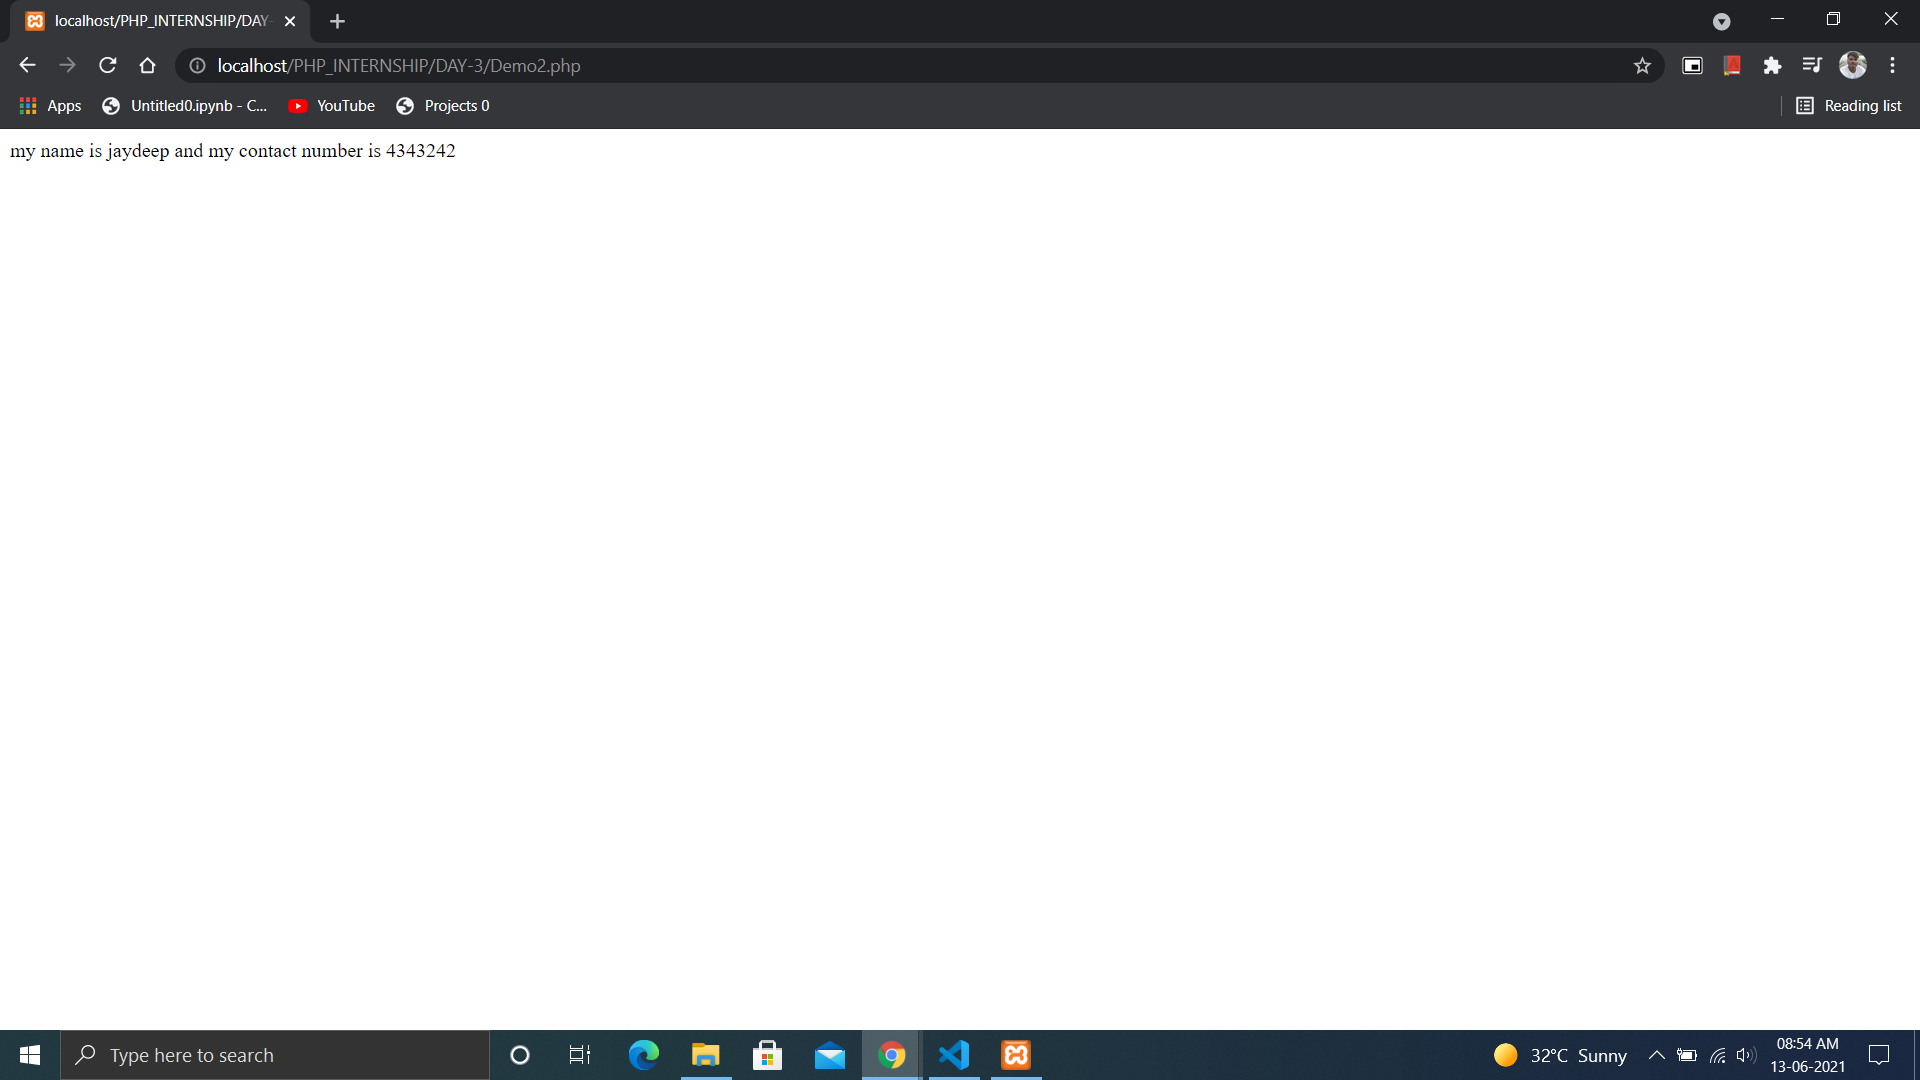 localhost/PHP_INTERNSHIP/DAY-
localhost/PHP_INTERNSHIP/DAY-3/Demo2.php
Apps
Untitled0.ipynb - C...
YouTube
Projects 0
Reading list
my name is jaydeep and my contact number is 4343242
Type here to search
32°C Sunny
08:54 AM
13-06-2021